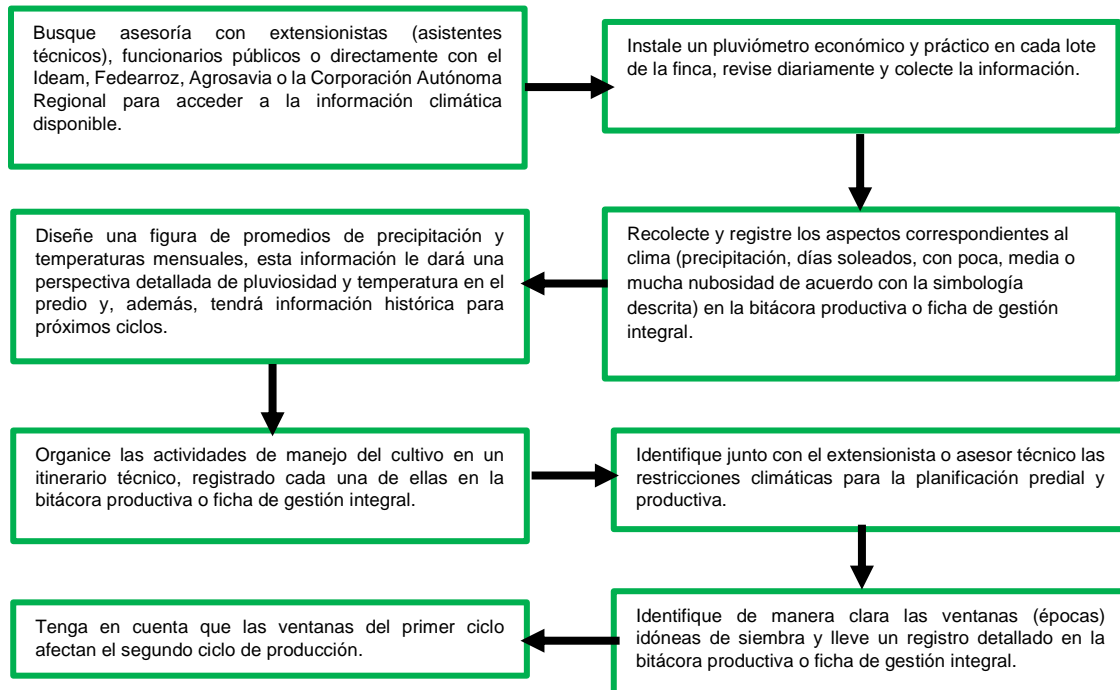 Busque asesoría con extensionistas (asistentes
técnicos), funcionarios públicos o directamente con el
Ideam, Fedearroz, Agrosavia o la Corporación Autónoma
Regional para acceder a la información climática
disponible.
Instale un pluviómetro económico y práctico en cada lote
de la finca, revise diariamente y colecte la información.
Recolecte y registre los aspectos correspondientes al
clima (precipitación, días soleados, con poca, media o
mucha nubosidad de acuerdo con la simbología
descrita) en la bitácora productiva o ficha de gestión
integral.
Diseñe una figura de promedios de precipitación y
temperaturas mensuales, esta información le dará una
perspectiva detallada de pluviosidad y temperatura en el
predio y, además, tendrá información histórica para
próximos ciclos.
Organice las actividades de manejo del cultivo en un
itinerario técnico, registrado cada una de ellas en la
bitácora productiva o ficha de gestión integral.
Identifique junto con el extensionista o asesor técnico las
restricciones climáticas para la planificación predial y
productiva.
Identifique de manera clara las ventanas (épocas)
idóneas de siembra y lleve un registro detallado en la
bitácora productiva o ficha de gestión integral.
Tenga en cuenta que las ventanas del primer ciclo
afectan el segundo ciclo de producción.